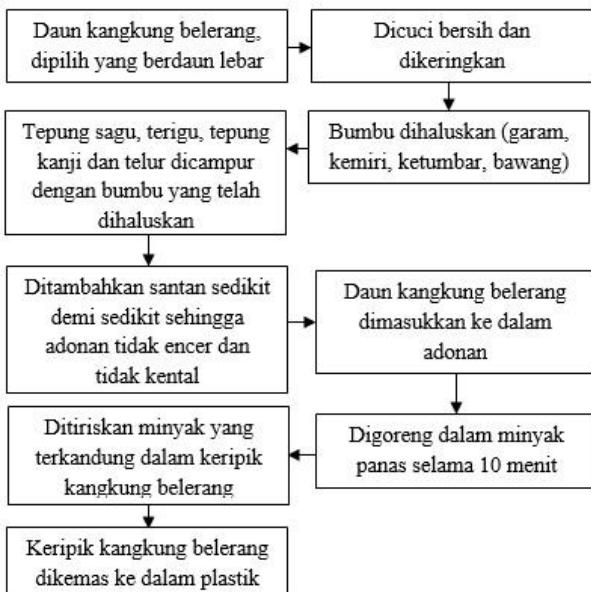 Daun kangkung belerang,
dipilih yang berdaun lebar
Dicuci bersih dan
dikeringkan
Bumbu dihaluskan (garam,
kemiri, ketumbar, bawang)
Tepung sagu, terigu, tepung
kanji dan telur dicampur
dengan bumbu yang telah
dihaluskan
Ditambahkan santan sedikit
demi sedikit sehingga
adonan tidak encer dan
tidak kental
Daun kangkung belerang
dimasukkan ke dalam
adonan
Digoreng dalam minyak
panas selama 10 menit
Ditiriskan minyak yang
terkandung dalam keripik
kangkung belerang
Keripik kangkung belerang
dikemas ke dalam plastik